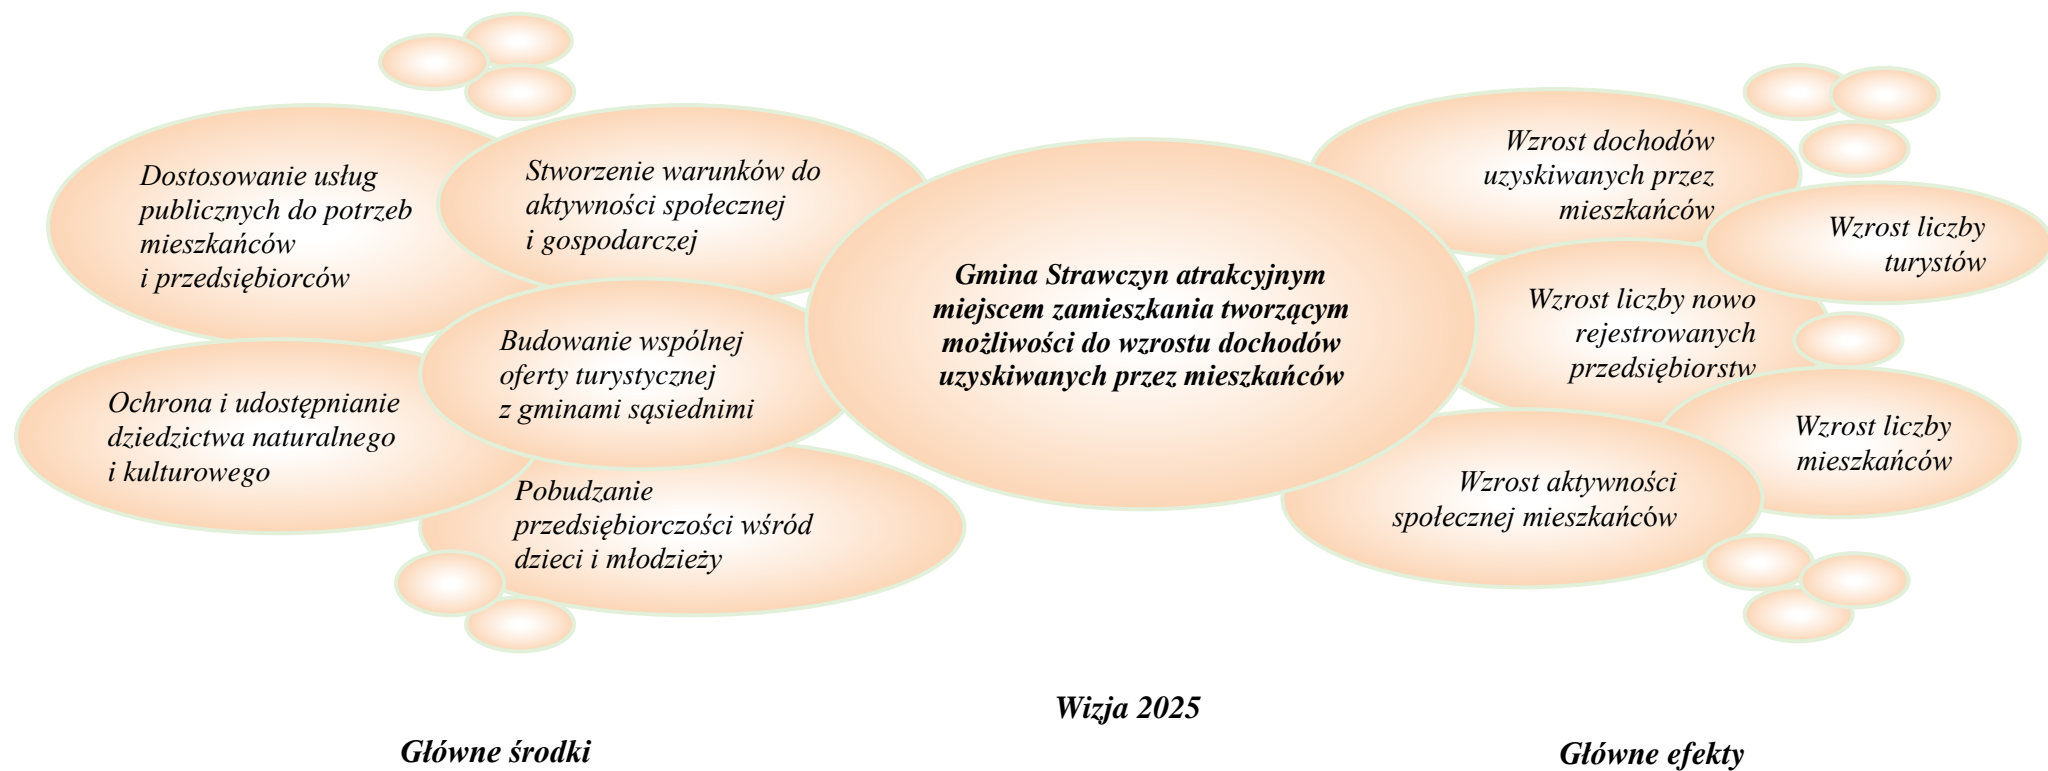 Dostosowanie usług
publicznych do potrzeb
mieszkańców
i przedsiębiorców
Stworzenie warunków do
aktywności społecznej
i gospodarczej
Budowanie wspólnej
oferty turystycznej
z gminami sąsiednimi
Ochrona i udostępnianie
dziedzictwa naturalnego
i kulturowego
Pobudzanie
przedsiębiorczości wśród
dzieci i młodzieży
Gmina Strawczyn atrakcyjnym
miejscem zamieszkania tworzącym
możliwości do wzrostu dochodów
uzyskiwanych przez mieszkańców
Wzrost dochodów
uzyskiwanych przez
mieszkańców
Wzrost liczby
turystów
Wzrost liczby nowo
rejestrowanych
przedsiębiorstw
Wzrost liczby
mieszkańców
Wzrost aktywności
społecznej mieszkańców
Wizja 2025
Główne środki
Główne efekty